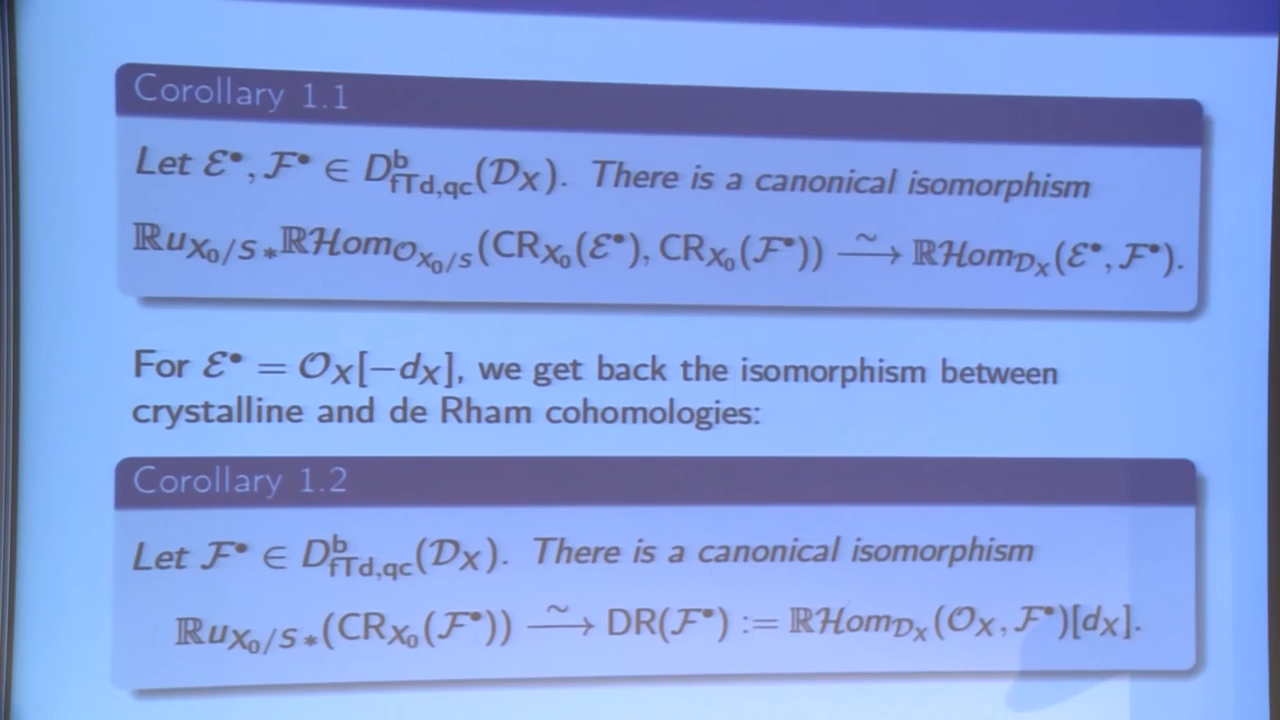 Corollary 1.1
Let ℰ•, ℱ• ∈ D^b_{fTd,qc}(𝒟_X). There is a canonical isomorphism
ℝu_{X_0/S *}ℝℋom_{𝒪_{X_0/S}}(CR_{X_0}(ℰ•), CR_{X_0}(ℱ•)) ⥲ ℝℋom_{𝒟_X}(ℰ•, ℱ•).
For ℰ• = 𝒪_X[−d_X], we get back the isomorphism between
crystalline and de Rham cohomologies:
Corollary 1.2
Let ℱ• ∈ D^b_{fTd,qc}(𝒟_X). There is a canonical isomorphism
ℝu_{X_0/S *}(CR_{X_0}(ℱ•)) ⥲ DR(ℱ•) := ℝℋom_{𝒟_X}(𝒪_X, ℱ•)[d_X].